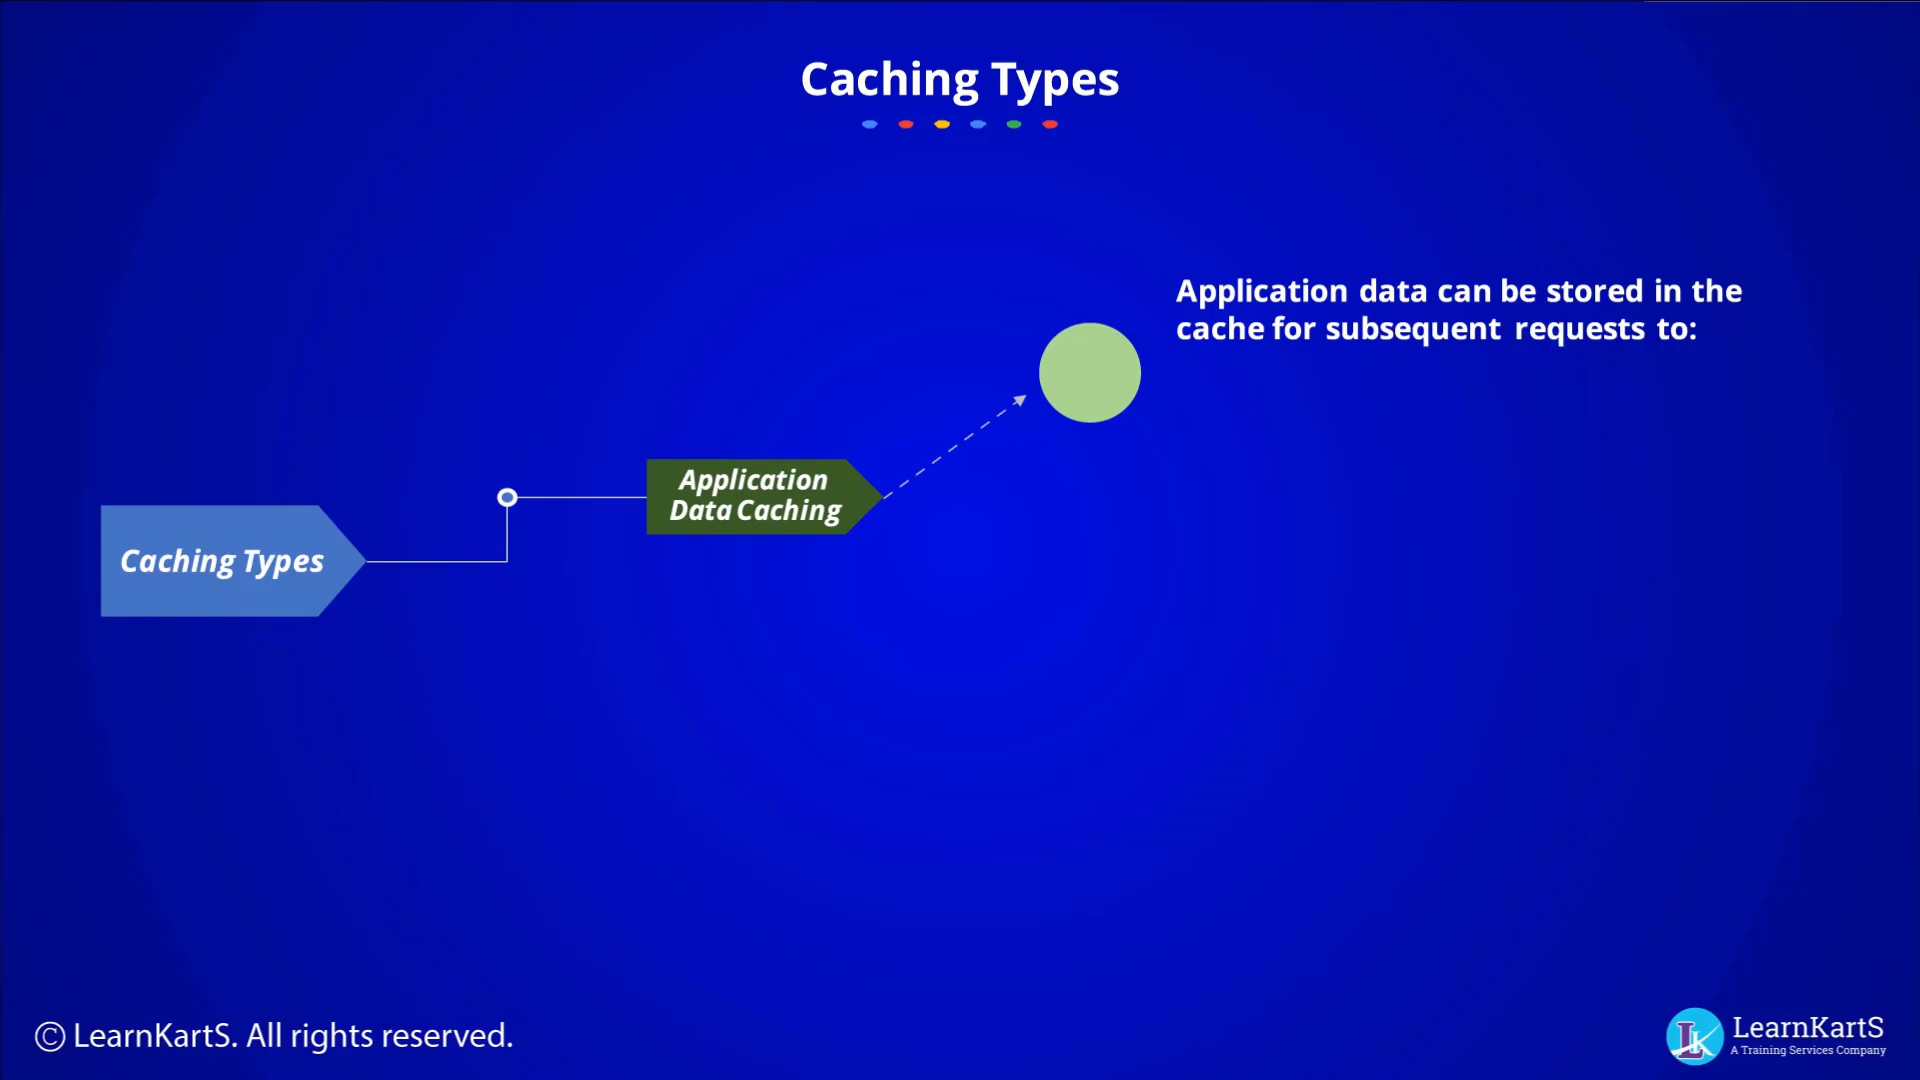 Caching Types
Application data can be stored in the
cache for subsequent requests to:
Application
Data Caching
Caching Types
© LearnKartS. All rights reserved.
LK
LearnKartS
A Training Services Company